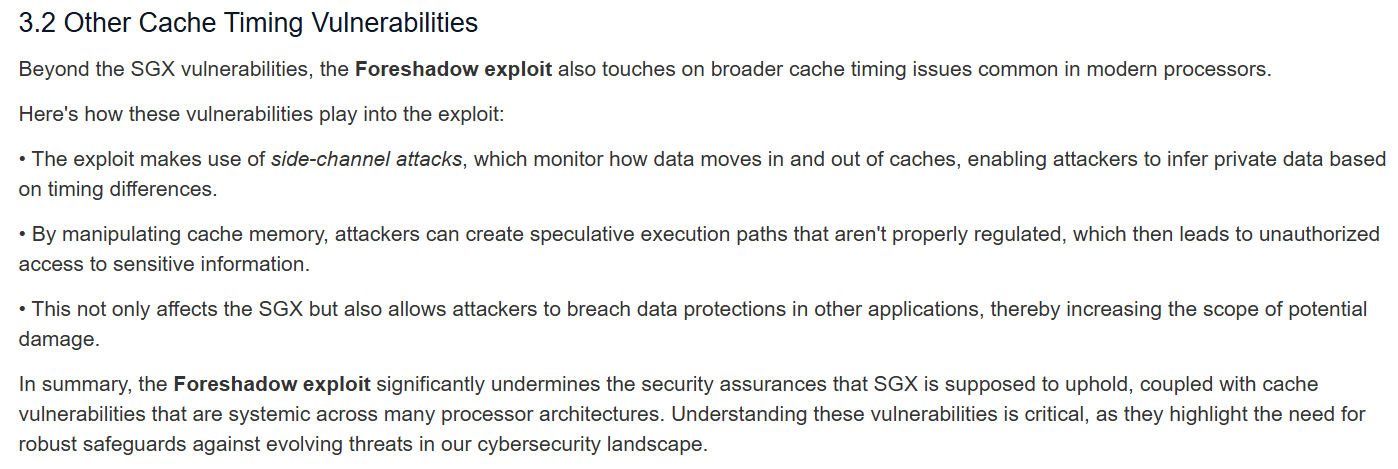 3.2 Other Cache Timing Vulnerabilities
Beyond the SGX vulnerabilities, the Foreshadow exploit also touches on broader cache timing issues common in modern processors.
Here's how these vulnerabilities play into the exploit:
• The exploit makes use of side-channel attacks, which monitor how data moves in and out of caches, enabling attackers to infer private data based
on timing differences.
• By manipulating cache memory, attackers can create speculative execution paths that aren't properly regulated, which then leads to unauthorized
access to sensitive information.
• This not only affects the SGX but also allows attackers to breach data protections in other applications, thereby increasing the scope of potential
damage.
In summary, the Foreshadow exploit significantly undermines the security assurances that SGX is supposed to uphold, coupled with cache
vulnerabilities that are systemic across many processor architectures. Understanding these vulnerabilities is critical, as they highlight the need for
robust safeguards against evolving threats in our cybersecurity landscape.